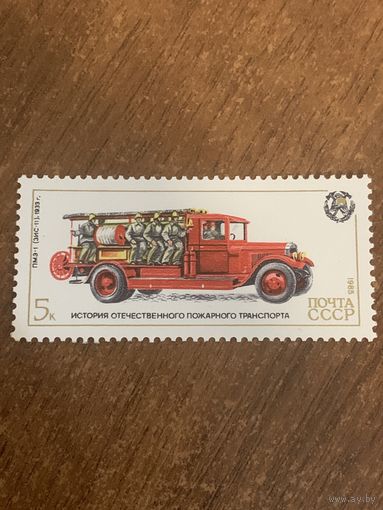 ПМЗ-1 (ЗИС-11). 1933 г.
5к
ИСТОРИЯ ОТЕЧЕСТВЕННОГО ПОЖАРНОГО ТРАНСПОРТА
1985
ПОЧТА
СССР
www.ay.by